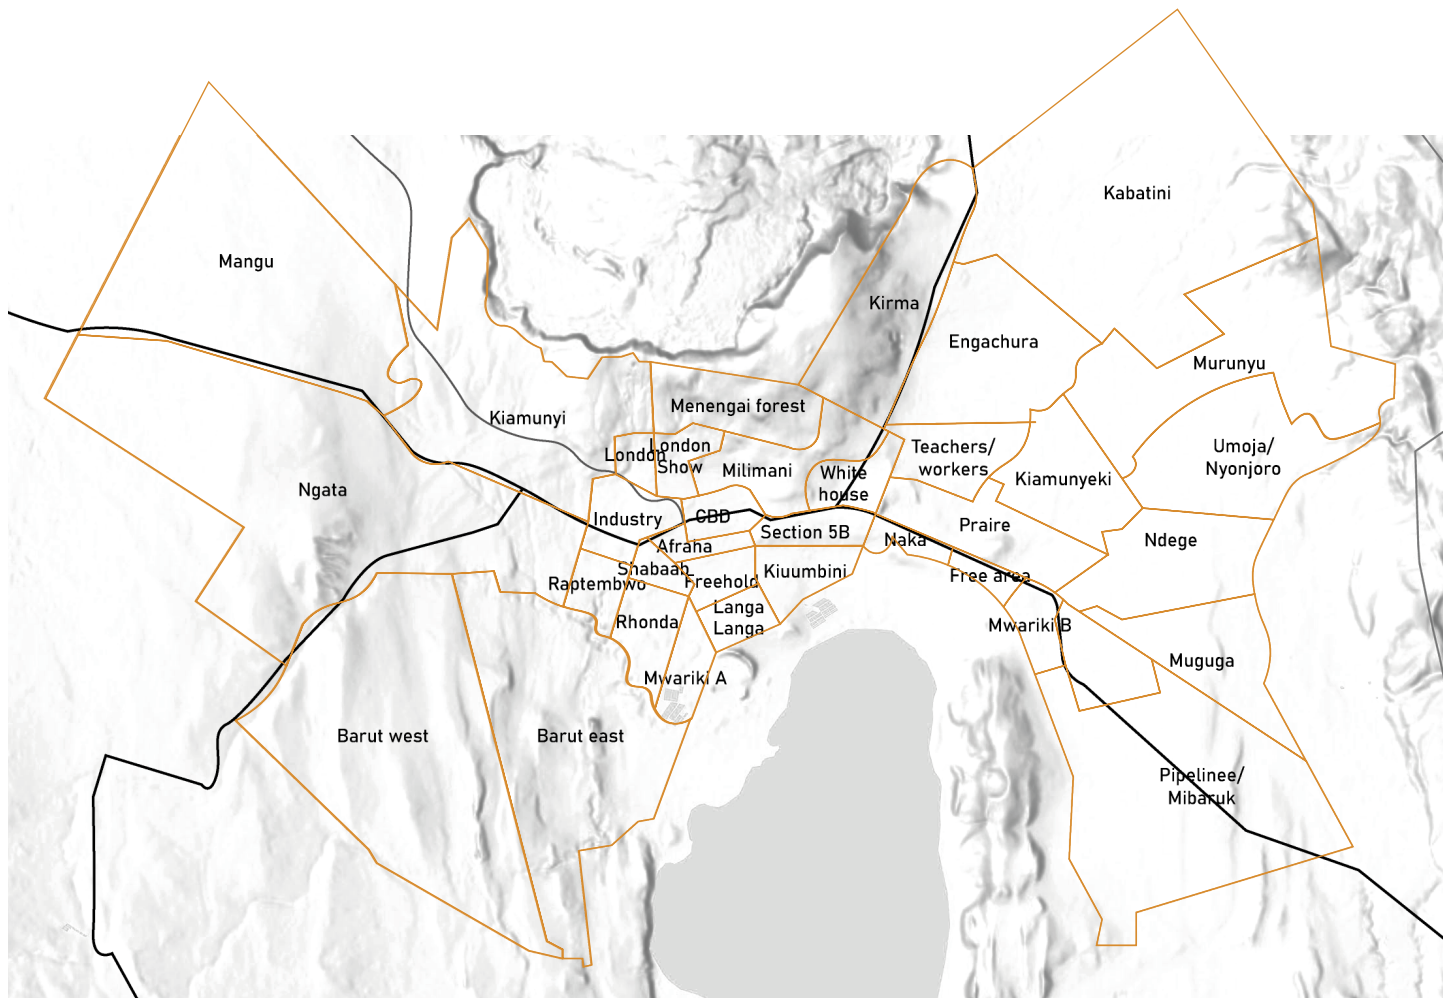 Kabatini
Mangu
Kirma
Engachura
Murunyu
Menengai forest
Kiamunyi
London
London
Show
Milimani
White
house
Teachers/
workers
Kiamunyeki
Umoja/
Nyonjoro
Ngata
Industry
CBD
Section 5B
Praire
Naka
Ndege
Afraha
Shabaab
Raptembwo
Freehold
Kiuumbini
Free area
Langa
Langa
Rhonda
Mwariki B
Muguga
Mwariki A
Barut west
Barut east
Pipelinee/
Mibaruk